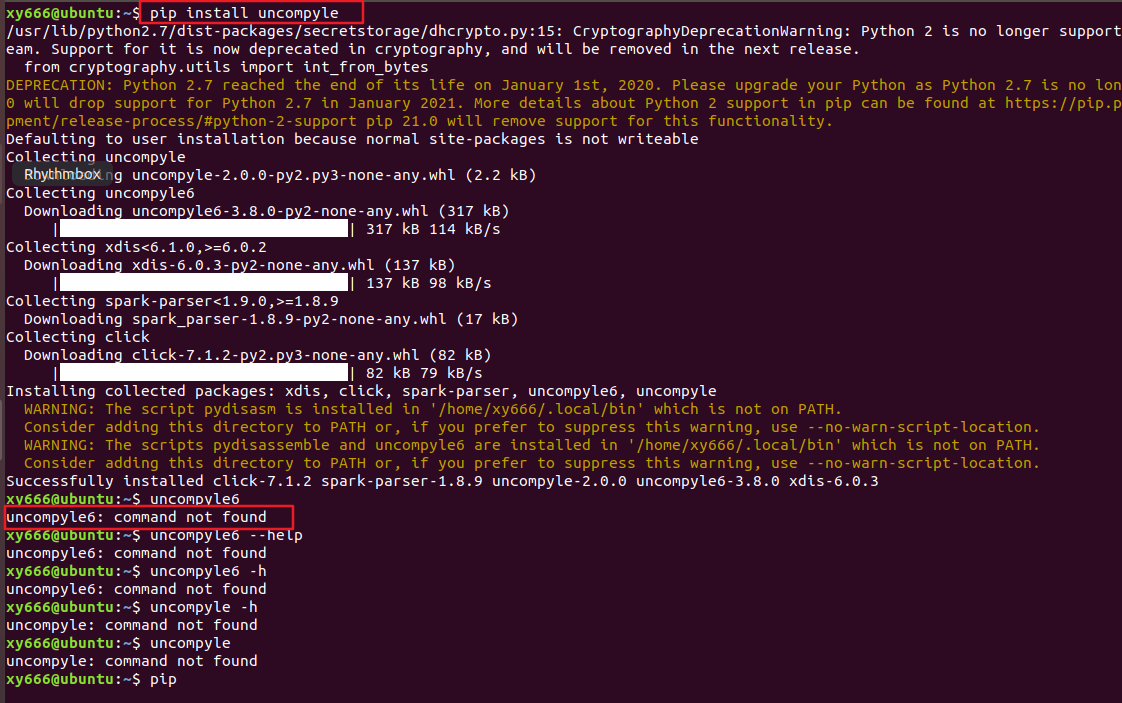 xy666@ubuntu:~$ pip install uncompyle
/usr/lib/python2.7/dist-packages/secretstorage/dhcrypto.py:15: CryptographyDeprecationWarning: Python 2 is no longer support
eam. Support for it is now deprecated in cryptography, and will be removed in the next release.
  from cryptography.utils import int_from_bytes
DEPRECATION: Python 2.7 reached the end of its life on January 1st, 2020. Please upgrade your Python as Python 2.7 is no lon
0 will drop support for Python 2.7 in January 2021. More details about Python 2 support in pip can be found at https://pip.p
pment/release-process/#python-2-support pip 21.0 will remove support for this functionality.
Defaulting to user installation because normal site-packages is not writeable
Collecting uncompyle
Rhythmbox ng uncompyle-2.0.0-py2.py3-none-any.whl (2.2 kB)
Collecting uncompyle6
  Downloading uncompyle6-3.8.0-py2-none-any.whl (317 kB)
     | | 317 kB 114 kB/s
Collecting xdis<6.1.0,>=6.0.2
  Downloading xdis-6.0.3-py2-none-any.whl (137 kB)
     | | 137 kB 98 kB/s
Collecting spark-parser<1.9.0,>=1.8.9
  Downloading spark_parser-1.8.9-py2-none-any.whl (17 kB)
Collecting click
  Downloading click-7.1.2-py2.py3-none-any.whl (82 kB)
     | | 82 kB 79 kB/s
Installing collected packages: xdis, click, spark-parser, uncompyle6, uncompyle
  WARNING: The script pydisasm is installed in '/home/xy666/.local/bin' which is not on PATH.
  Consider adding this directory to PATH or, if you prefer to suppress this warning, use --no-warn-script-location.
  WARNING: The scripts pydisassemble and uncompyle6 are installed in '/home/xy666/.local/bin' which is not on PATH.
  Consider adding this directory to PATH or, if you prefer to suppress this warning, use --no-warn-script-location.
Successfully installed click-7.1.2 spark-parser-1.8.9 uncompyle-2.0.0 uncompyle6-3.8.0 xdis-6.0.3
xy666@ubuntu:~$ uncompyle6
uncompyle6: command not found
xy666@ubuntu:~$ uncompyle6 --help
uncompyle6: command not found
xy666@ubuntu:~$ uncompyle6 -h
uncompyle6: command not found
xy666@ubuntu:~$ uncompyle -h
uncompyle: command not found
xy666@ubuntu:~$ uncompyle
uncompyle: command not found
xy666@ubuntu:~$ pip